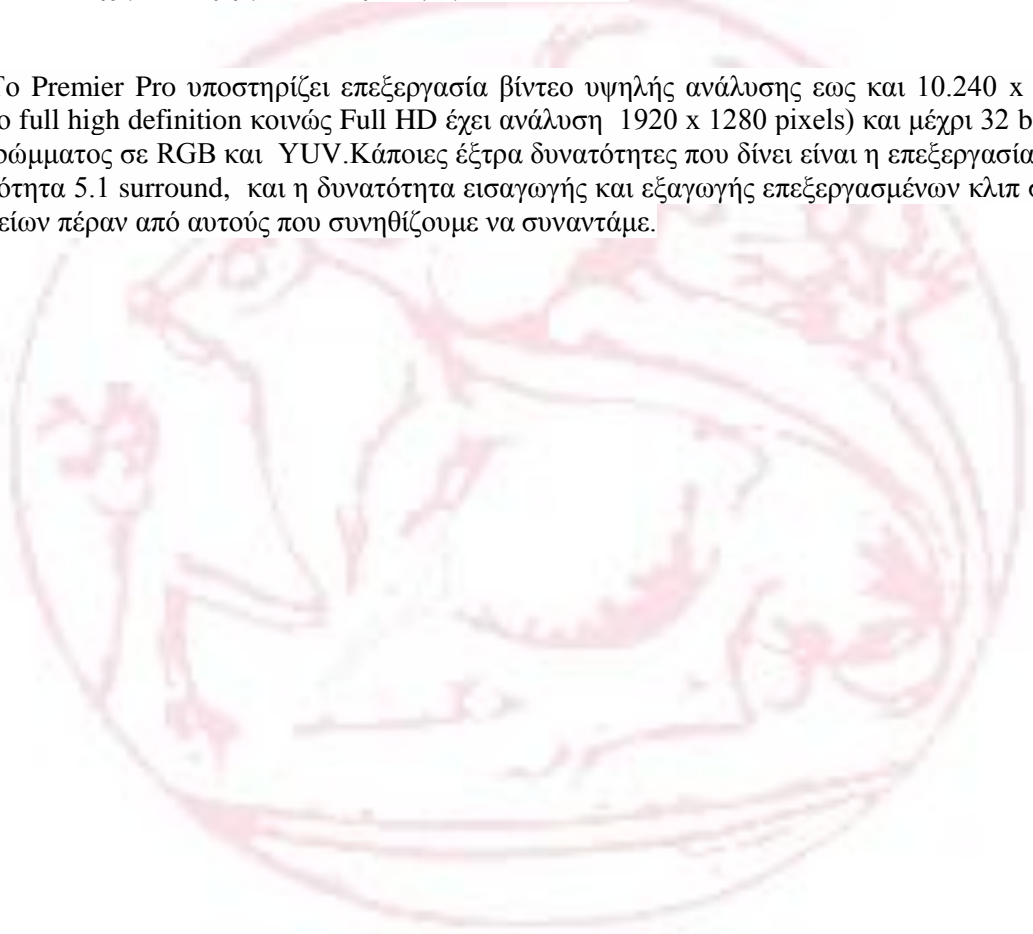 Το Premier Pro υποστηρίζει επεξεργασία βίντεο υψηλής ανάλυσης εως και 10.240 x
ο full high definition κοινώς Full HD έχει ανάλυση 1920 x 1280 pixels) και μέχρι 32 b
ρώμματος σε RGB και YUV.Κάποιες έξτρα δυνατότητες που δίνει είναι η επεξεργασία
ότητα 5.1 surround, και η δυνατότητα εισαγωγής και εξαγωγής επεξεργασμένων κλιπ σ
είων πέραν από αυτούς που συνηθίζουμε να συναντάμε.